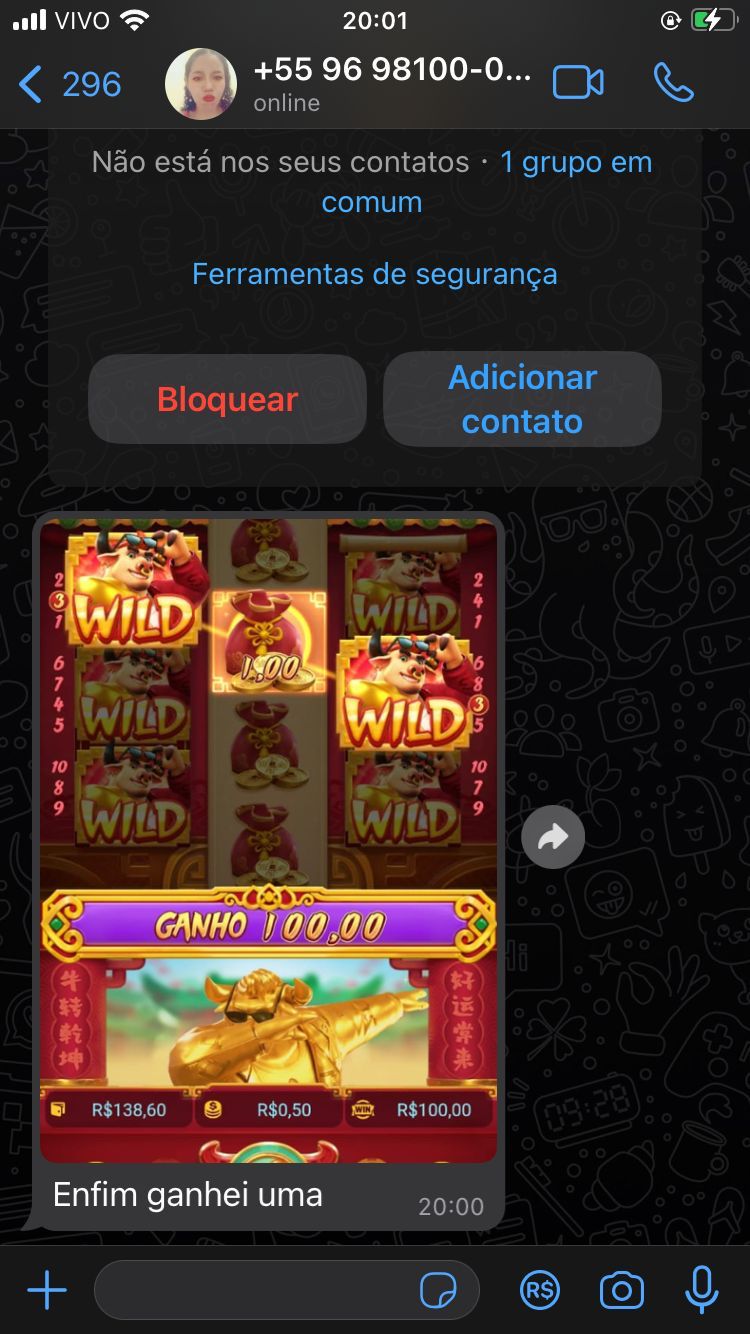 VIVO 20:01
296
+55 96 98100-0...
online
Não está nos seus contatos · 1 grupo em
comum
Ferramentas de segurança
Bloquear
Adicionar
contato
WILD
WILD
2
3
1
2
4
1
1,00
WILD
WILD
6
7
4
5
6
8
3
5
WILD
WILD
10
8
9
10
7
9
GANHO 100,00
牛转乾坤
好运常来
R$138,60
R$0,50
WIN
R$100,00
Enfim ganhei uma
20:00
R$